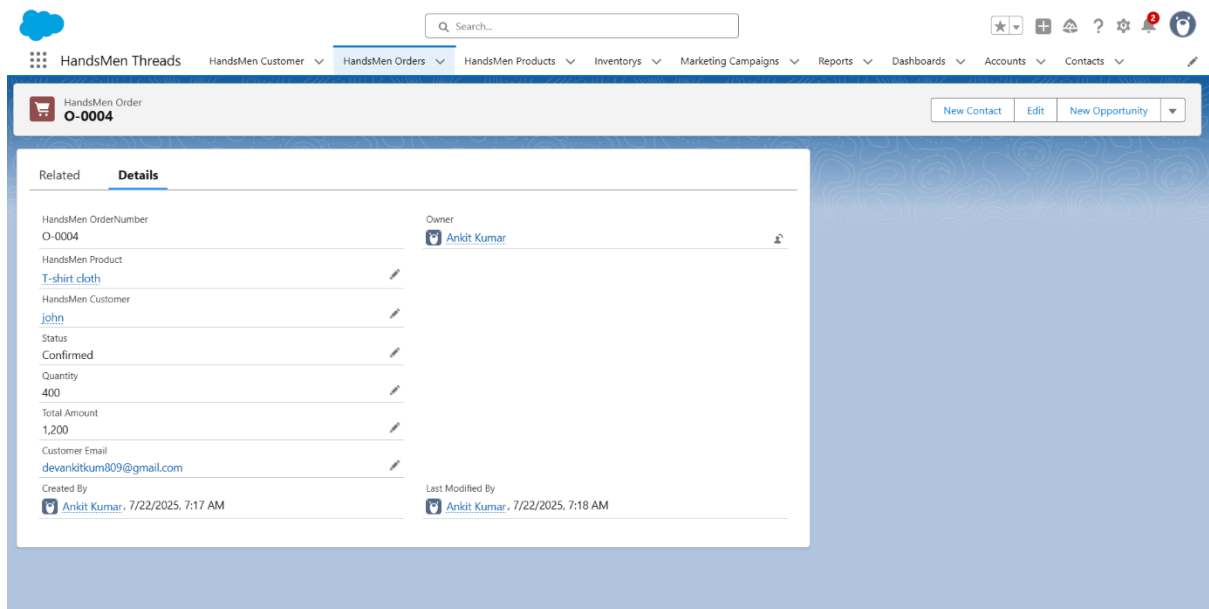 Search...
2
HandsMen Threads HandsMen Customer HandsMen Orders HandsMen Products Inventorys Marketing Campaigns Reports Dashboards Accounts Contacts
HandsMen Order
O-0004
New Contact Edit New Opportunity
Related Details
HandsMen OrderNumber
O-0004
Owner
Ankit Kumar
HandsMen Product
T-shirt cloth
HandsMen Customer
john
Status
Confirmed
Quantity
400
Total Amount
1,200
Customer Email
devankitkum809@gmail.com
Created By
Ankit Kumar, 7/22/2025, 7:17 AM
Last Modified By
Ankit Kumar, 7/22/2025, 7:18 AM